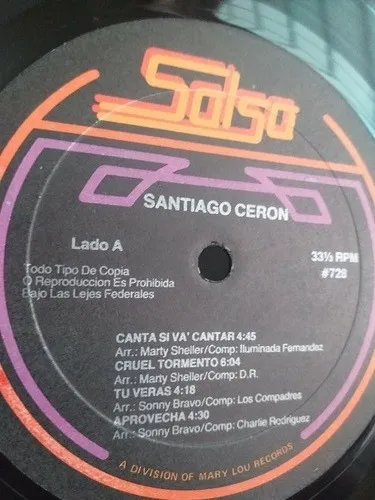 Salsa
SANTIAGO CERON
Lado A
33⅓ RPM
#728
Todo Tipo De Copia
O Reproduccion Es Prohibida
Bajo Las Lejes Federales
CANTA SI VA' CANTAR 4:45
Arr.: Marty Sheller/Comp: Iluminada Fernandez
CRUEL TORMENTO 6:04
Arr.: Marty Sheller/Comp: D.R.
TU VERAS 4:18
Arr.: Sonny Bravo/Comp: Los Compadres
APROVECHA 4:30
Arr.: Sonny Bravo/Comp: Charlie Rodriguez
A DIVISION OF MARY LOU RECORDS